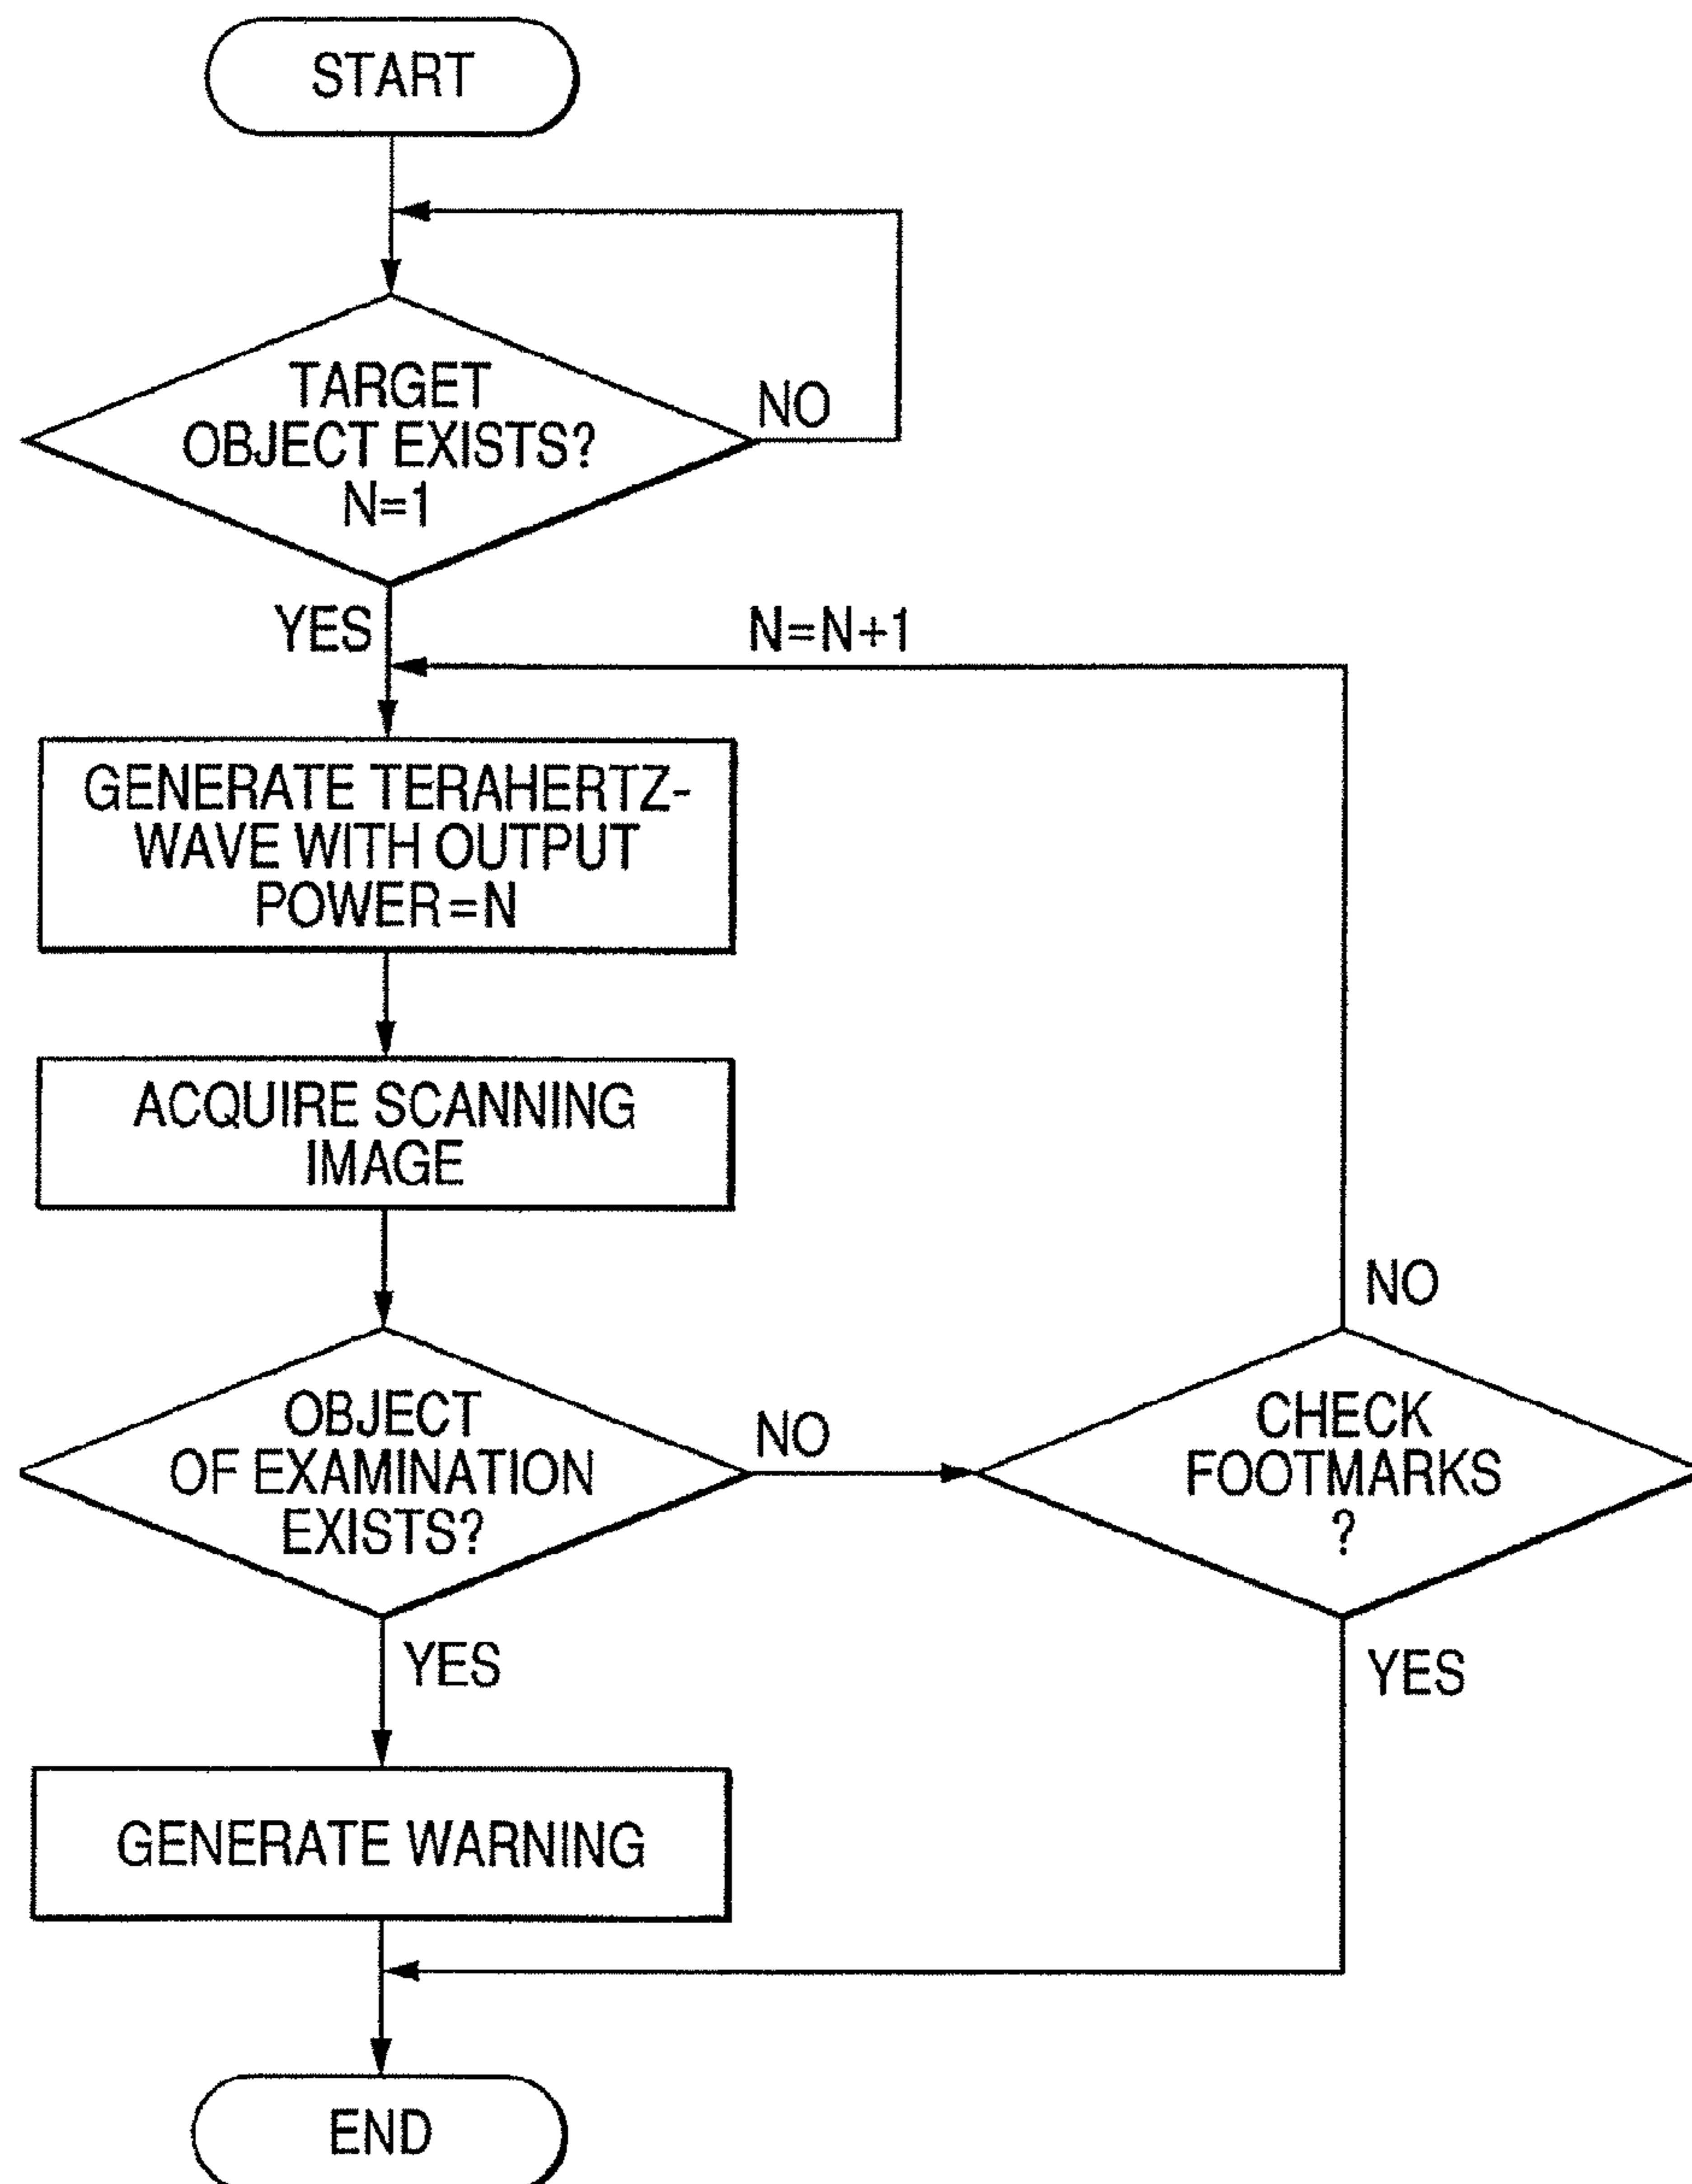 START
TARGET
OBJECT EXISTS?
N=1
NO
YES
N=N+1
GENERATE TERAHERTZ-
WAVE WITH OUTPUT
POWER=N
ACQUIRE SCANNING
IMAGE
NO
OBJECT
OF EXAMINATION
EXISTS?
NO
CHECK
FOOTMARKS
?
YES
YES
GENERATE WARNING
END